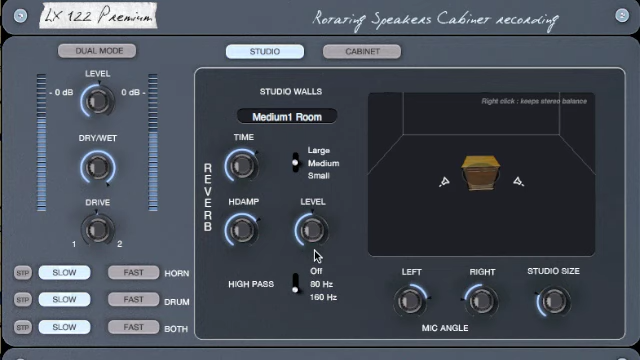 LX 122 Premium
Rotating Speakers Cabinet recording
DUAL MODE
STUDIO
CABINET
LEVEL
- 0 dB
0 dB -
DRY/WET
DRIVE
1
2
STP
SLOW
FAST
HORN
STP
SLOW
FAST
DRUM
STP
SLOW
FAST
BOTH
STUDIO WALLS
Medium1 Room
REVERB
TIME
Large
Medium
Small
HDAMP
LEVEL
HIGH PASS
Off
80 Hz
160 Hz
Right click : keeps stereo balance
LEFT
RIGHT
STUDIO SIZE
MIC ANGLE